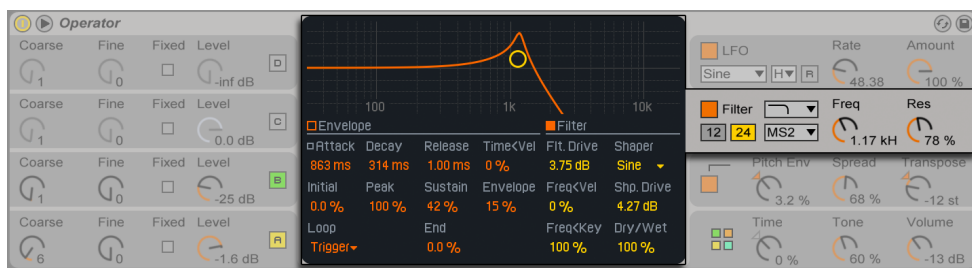 Operator
Coarse Fine Fixed Level
1 0 -inf dB D
Coarse Fine Fixed Level
1 0 0.0 dB C
Coarse Fine Fixed Level
1 0 -25 dB B
Coarse Fine Fixed Level
6 0 -1.6 dB A
100 1k 10k
Envelope Filter
Attack Decay Release Time<Vel Flt. Drive Shaper
863 ms 314 ms 1.00 ms 0 % 3.75 dB Sine
Initial Peak Sustain Envelope Freq<Vel Shp. Drive
0.0 % 100 % 42 % 15 % 0 % 4.27 dB
Loop End Freq<Key Dry/Wet
Trigger 0.0 % 100 % 100 %
LFO Rate Amount
Sine H R 48.38 100 %
Filter Freq Res
12 24 MS2 1.17 kH 78 %
Pitch Env Spread Transpose
3.2 % 68 % -12 st
Time Tone Volume
0 % 60 % -13 dB